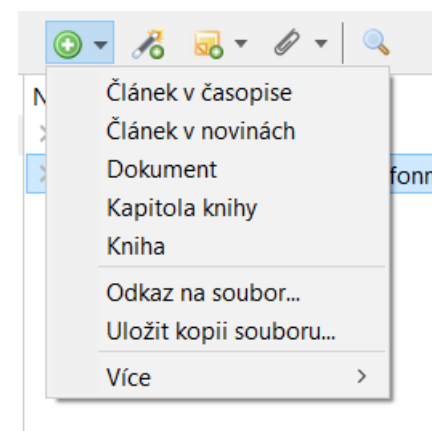 N
Článek v časopise
Článek v novinách
Dokument
Kapitola knihy
Kniha
Odkaz na soubor...
Uložit kopii souboru...
Více